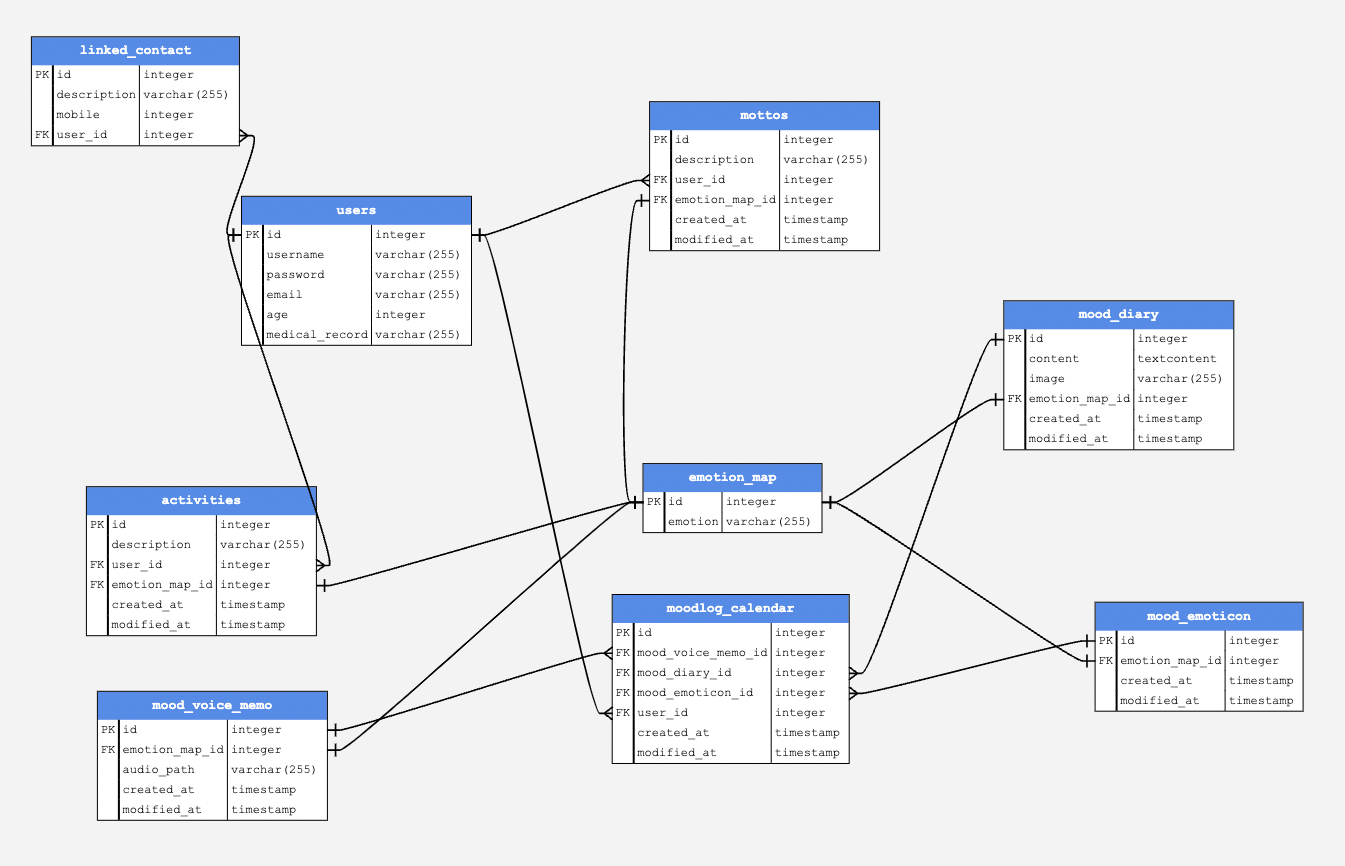 linked_contact
PK id integer
description varchar(255)
mobile integer
FK user_id integer
mottos
PK id integer
description varchar(255)
FK user_id integer
FK emotion_map_id integer
created_at timestamp
modified_at timestamp
users
PK id integer
username varchar(255)
password varchar(255)
email varchar(255)
age integer
medical_record varchar(255)
mood_diary
PK id integer
content textcontent
image varchar(255)
FK emotion_map_id integer
created_at timestamp
modified_at timestamp
emotion_map
PK id integer
emotion varchar(255)
activities
PK id integer
description varchar(255)
FK user_id integer
FK emotion_map_id integer
created_at timestamp
modified_at timestamp
moodlog_calendar
PK id integer
FK mood_voice_memo_id integer
FK mood_diary_id integer
FK mood_emoticon_id integer
FK user_id integer
created_at timestamp
modified_at timestamp
mood_emoticon
PK id integer
FK emotion_map_id integer
created_at timestamp
modified_at timestamp
mood_voice_memo
PK id integer
FK emotion_map_id integer
audio_path varchar(255)
created_at timestamp
modified_at timestamp